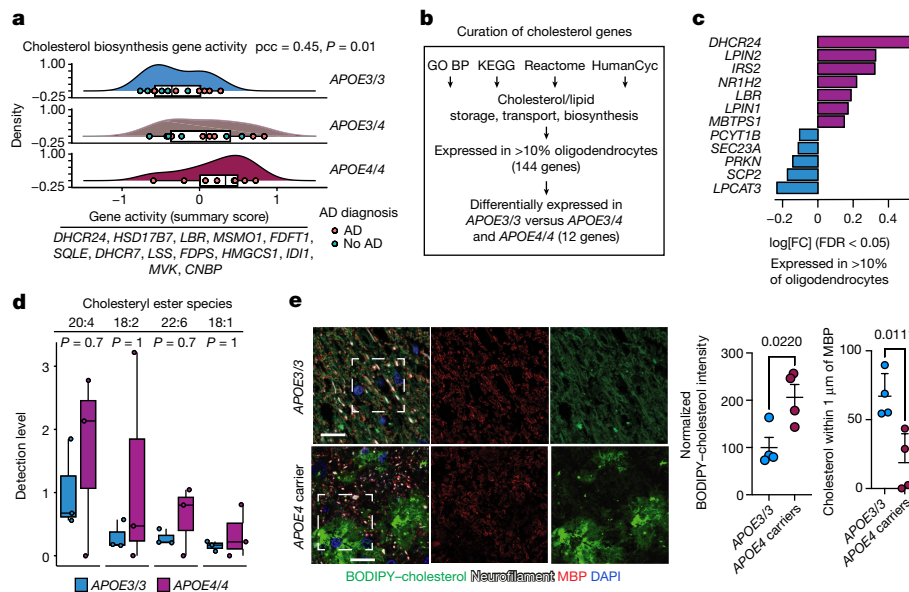 a
Cholesterol biosynthesis gene activity pcc = 0.45, P = 0.01
1.00
–0.25
APOE3/3
1.00
–0.25
APOE3/4
1.00
–0.25
APOE4/4
Density
–1 0 1
Gene activity (summary score)
AD diagnosis
AD
No AD
DHCR24, HSD17B7, LBR, MSMO1, FDFT1,
SQLE, DHCR7, LSS, FDPS, HMGCS1, IDI1,
MVK, CNBP
b
Curation of cholesterol genes
GO BP KEGG Reactome HumanCyc
Cholesterol/lipid
storage, transport, biosynthesis
Expressed in >10% oligodendrocytes
(144 genes)
Differentially expressed in
APOE3/3 versus APOE3/4
and APOE4/4 (12 genes)
c
DHCR24
LPIN2
IRS2
NR1H2
LBR
LPIN1
MBTPS1
PCYT1B
SEC23A
PRKN
SCP2
LPCAT3
–0.2 0 0.2 0.4
log[FC] (FDR < 0.05)
Expressed in >10%
of oligodendrocytes
d
Cholesteryl ester species
20:4 18:2 22:6 18:1
P = 0.7 P = 1 P = 0.7 P = 1
3
2
1
0
Detection level
APOE3/3 APOE4/4
e
APOE3/3
APOE4 carrier
BODIPY–cholesterol Neurofilament MBP DAPI
0.0220
300
200
100
0
Normalized
BODIPY–cholesterol intensity
APOE3/3
APOE4 carriers
0.011
100
50
0
Cholesterol within 1 μm of MBP
APOE3/3
APOE4 carriers